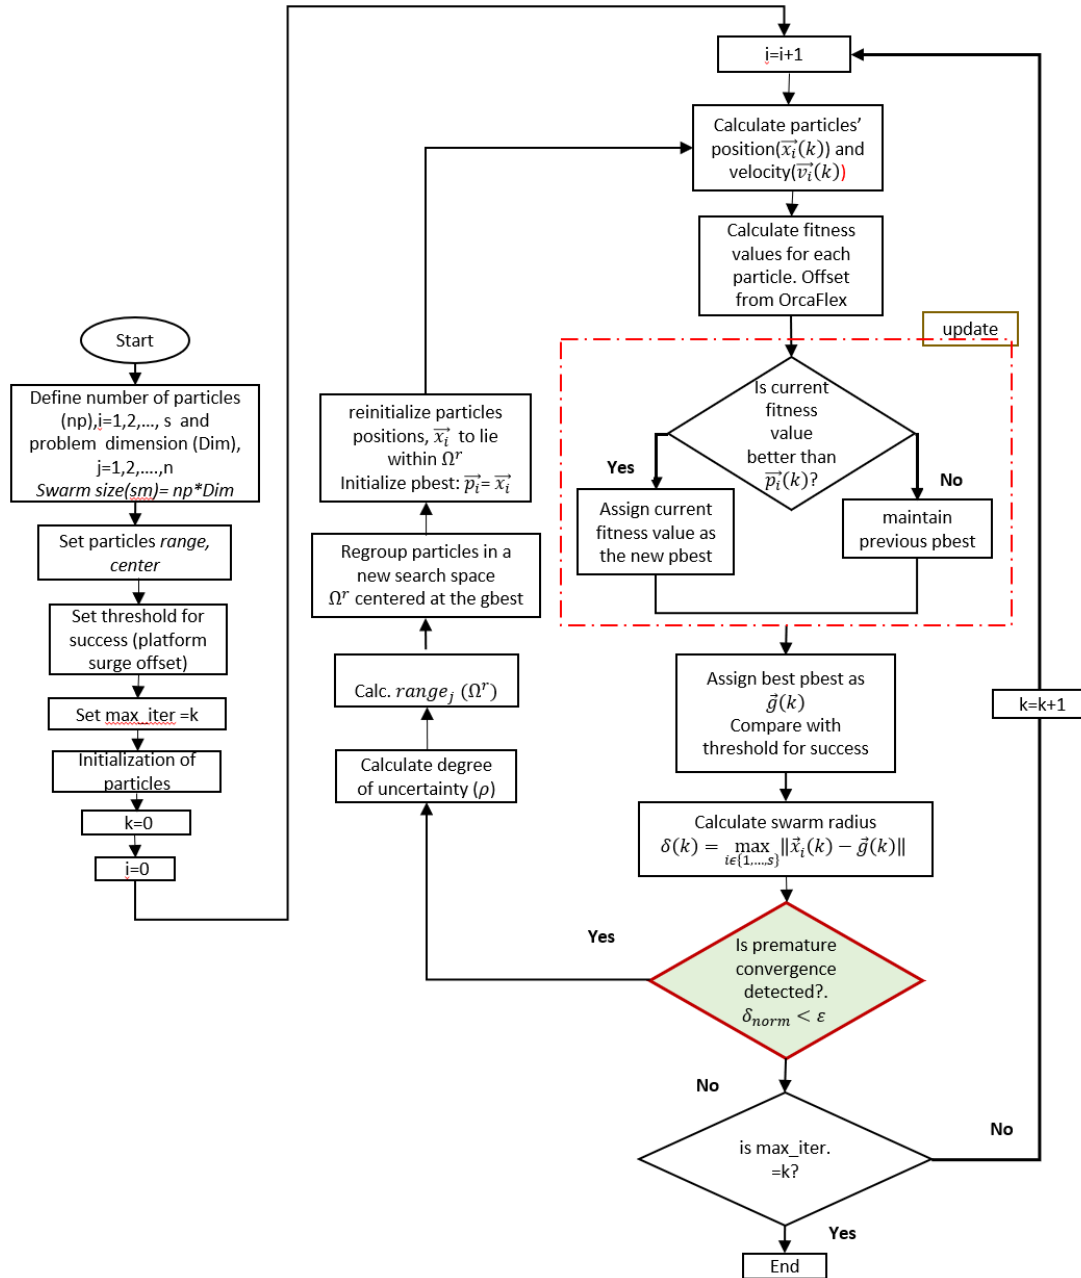 Start
Define number of particles
(np),i=1,2,..., s and
problem dimension (Dim),
j=1,2,....,n
Swarm size(sm)= np*Dim
Set particles range,
center
Set threshold for
success (platform
surge offset)
Set max_iter =k
Initialization of
particles
k=0
i=0
i=i+1
Calculate particles'
position(x⃗ᵢ(k)) and
velocity(v⃗ᵢ(k))
Calculate fitness
values for each
particle. Offset
from OrcaFlex
update
Is current
fitness
value
better than
p⃗ᵢ(k)?
Yes
No
Assign current
fitness value as
the new pbest
maintain
previous pbest
Assign best pbest as
g⃗(k)
Compare with
threshold for success
Calculate swarm radius
δ(k) = max ‖x⃗ᵢ(k) − g⃗(k)‖
iϵ{1,...,s}
Is premature
convergence
detected?.
δnorm < ε
Yes
No
Calculate degree
of uncertainty (ρ)
Calc. rangeⱼ (Ωʳ)
Regroup particles in a
new search space
Ωʳ centered at the gbest
reinitialize particles
positions, x⃗ᵢ to lie
within Ωʳ
Initialize pbest: p⃗ᵢ= x⃗ᵢ
is max_iter.
=k?
No
k=k+1
Yes
End